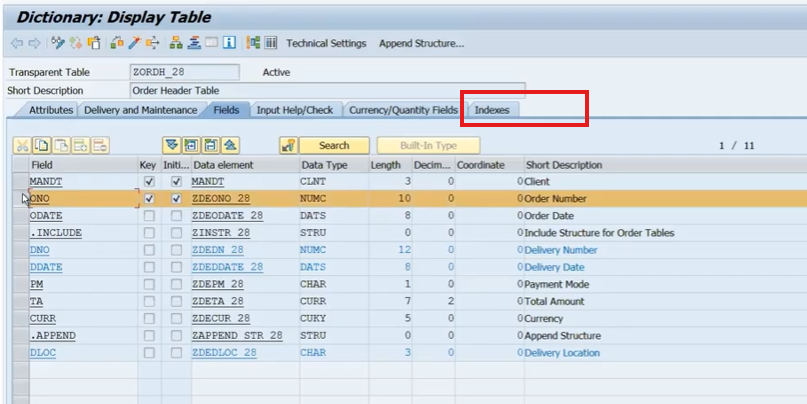 Dictionary: Display Table
Technical Settings Append Structure...
Transparent Table ZORDH_28 Active
Short Description Order Header Table
Attributes Delivery and Maintenance Fields Input Help/Check Currency/Quantity Fields Indexes
Search Built-In Type 1 / 11
Field Key Initi... Data element Data Type Length Decim... Coordinate Short Description
MANDT MANDT CLNT 3 0 0 Client
ONO ZDEONO_28 NUMC 10 0 0 Order Number
ODATE ZDEODATE_28 DATS 8 0 0 Order Date
.INCLUDE ZINSTR_28 STRU 0 0 0 Include Structure for Order Tables
DNO ZDEDN_28 NUMC 12 0 0 Delivery Number
DDATE ZDEDDATE_28 DATS 8 0 0 Delivery Date
PM ZDEPM_28 CHAR 1 0 0 Payment Mode
TA ZDETA_28 CURR 7 2 0 Total Amount
CURR ZDECUR_28 CUKY 5 0 0 Currency
.APPEND ZAPPEND_STR_28 STRU 0 0 0 Append Structure
DLOC ZDEDLOC_28 CHAR 3 0 0 Delivery Location